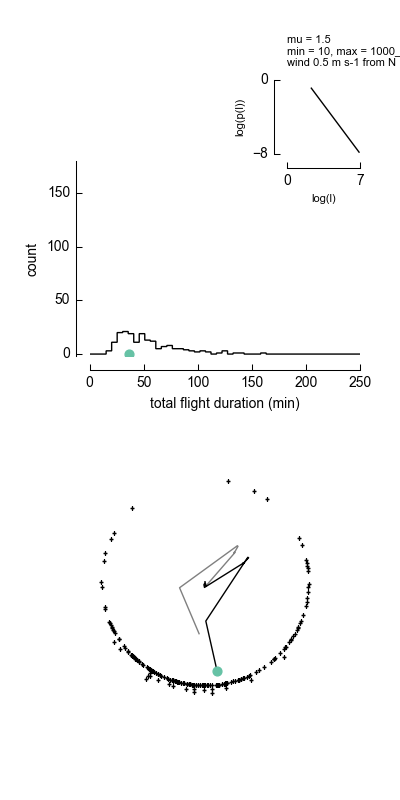 mu = 1.5
min = 10, max = 1000_
wind 0.5 m s-1 from N
0
log(p(l))
−8
0
7
log(l)
150
100
count
50
0
0
50
100
150
200
250
total flight duration (min)